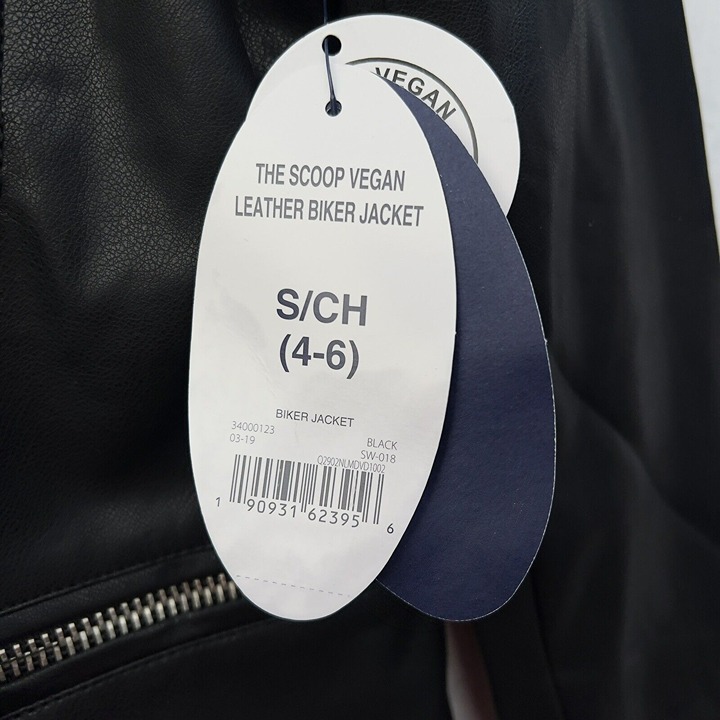 VEGAN
THE SCOOP VEGAN
LEATHER BIKER JACKET
S/CH
(4-6)
BIKER JACKET
34000123 BLACK
03-19 SW-018
Q2902NLMDVD1002
1 90931 62395 6